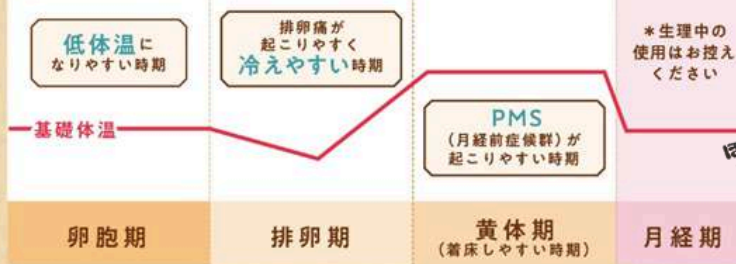 低体温に
なりやすい時期
排卵痛が
起こりやすく
冷えやすい時期
＊生理中の
使用はお控え
ください
基礎体温
PMS
(月経前症候群)が
起こりやすい時期
ぽ
卵胞期
排卵期
黄体期
(着床しやすい時期)
月経期